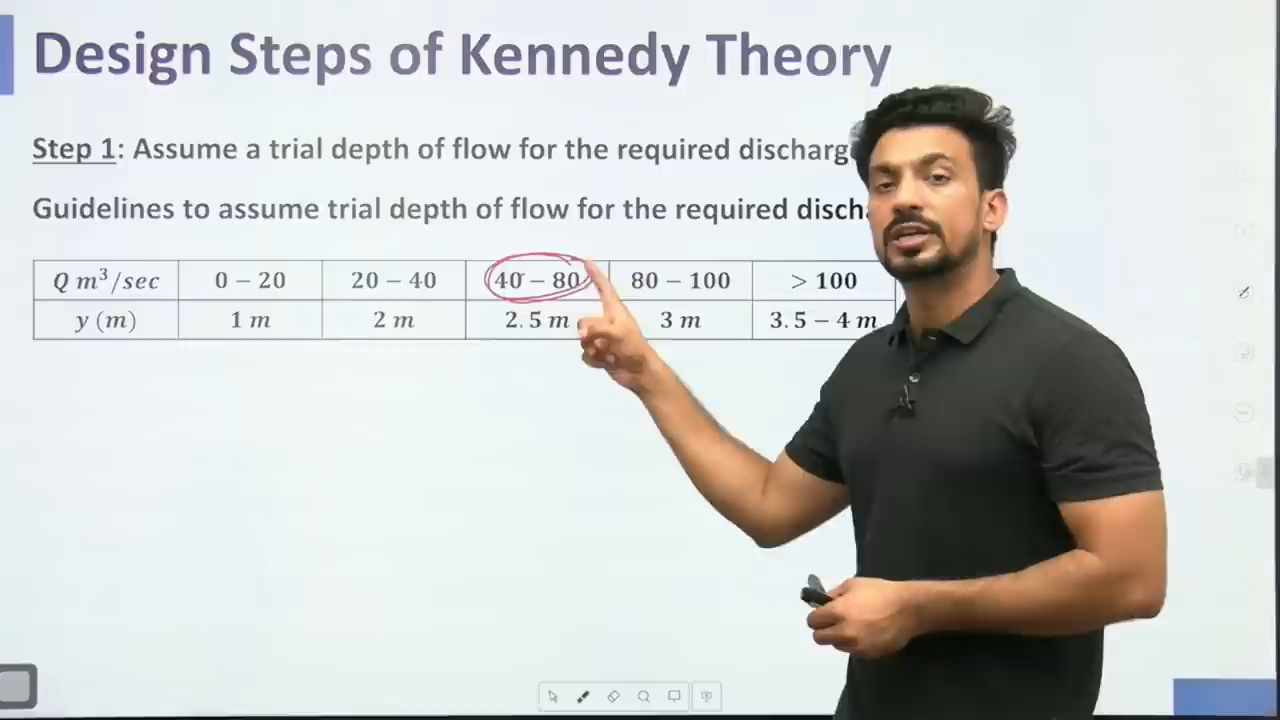 Design Steps of Kennedy Theory
Step 1: Assume a trial depth of flow for the required
Guidelines to assume trial depth of flow for the required
Q m³/sec 0 – 20 20 – 40 40 – 80 80 – 100 > 100
y (m) 1 m 2 m 2.5 m 3 m 3.5 – 4 m